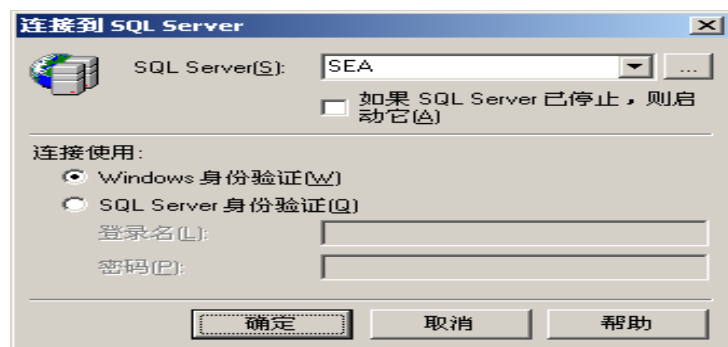 连接到 SQL Server
SQL Server(S):
SEA
...
如果 SQL Server 已停止，则启
动它(A)
连接使用:
Windows 身份验证(W)
SQL Server 身份验证(Q)
登录名(L):
密码(P):
确定
取消
帮助